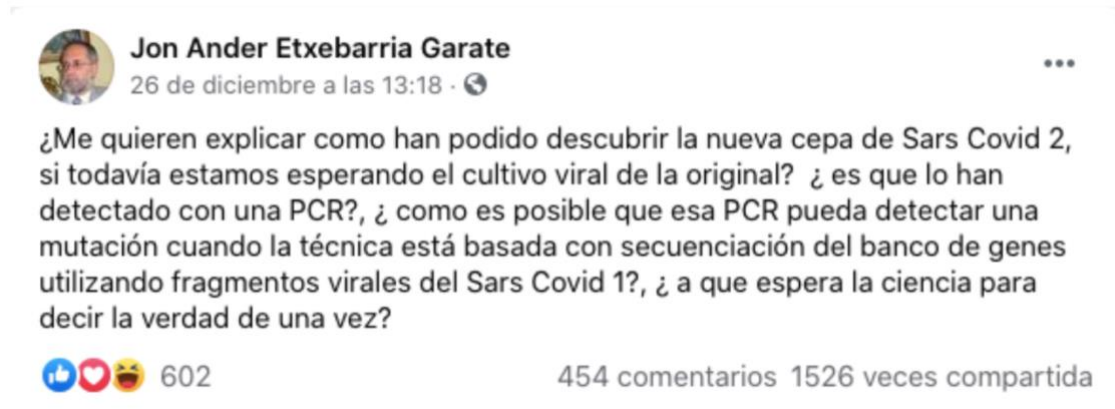 Jon Ander Etxebarria Garate
26 de diciembre a las 13:18 ·
¿Me quieren explicar como han podido descubrir la nueva cepa de Sars Covid 2,
si todavía estamos esperando el cultivo viral de la original?  ¿ es que lo han
detectado con una PCR?, ¿ como es posible que esa PCR pueda detectar una
mutación cuando la técnica está basada con secuenciación del banco de genes
utilizando fragmentos virales del Sars Covid 1?, ¿ a que espera la ciencia para
decir la verdad de una vez?
602 454 comentarios 1526 veces compartida